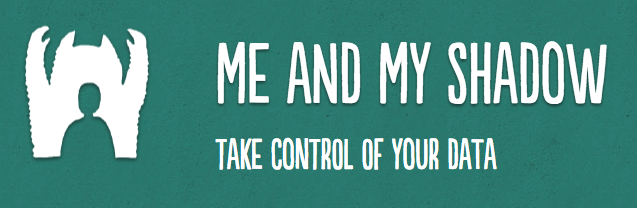 ME AND MY SHADOW
TAKE CONTROL OF YOUR DATA